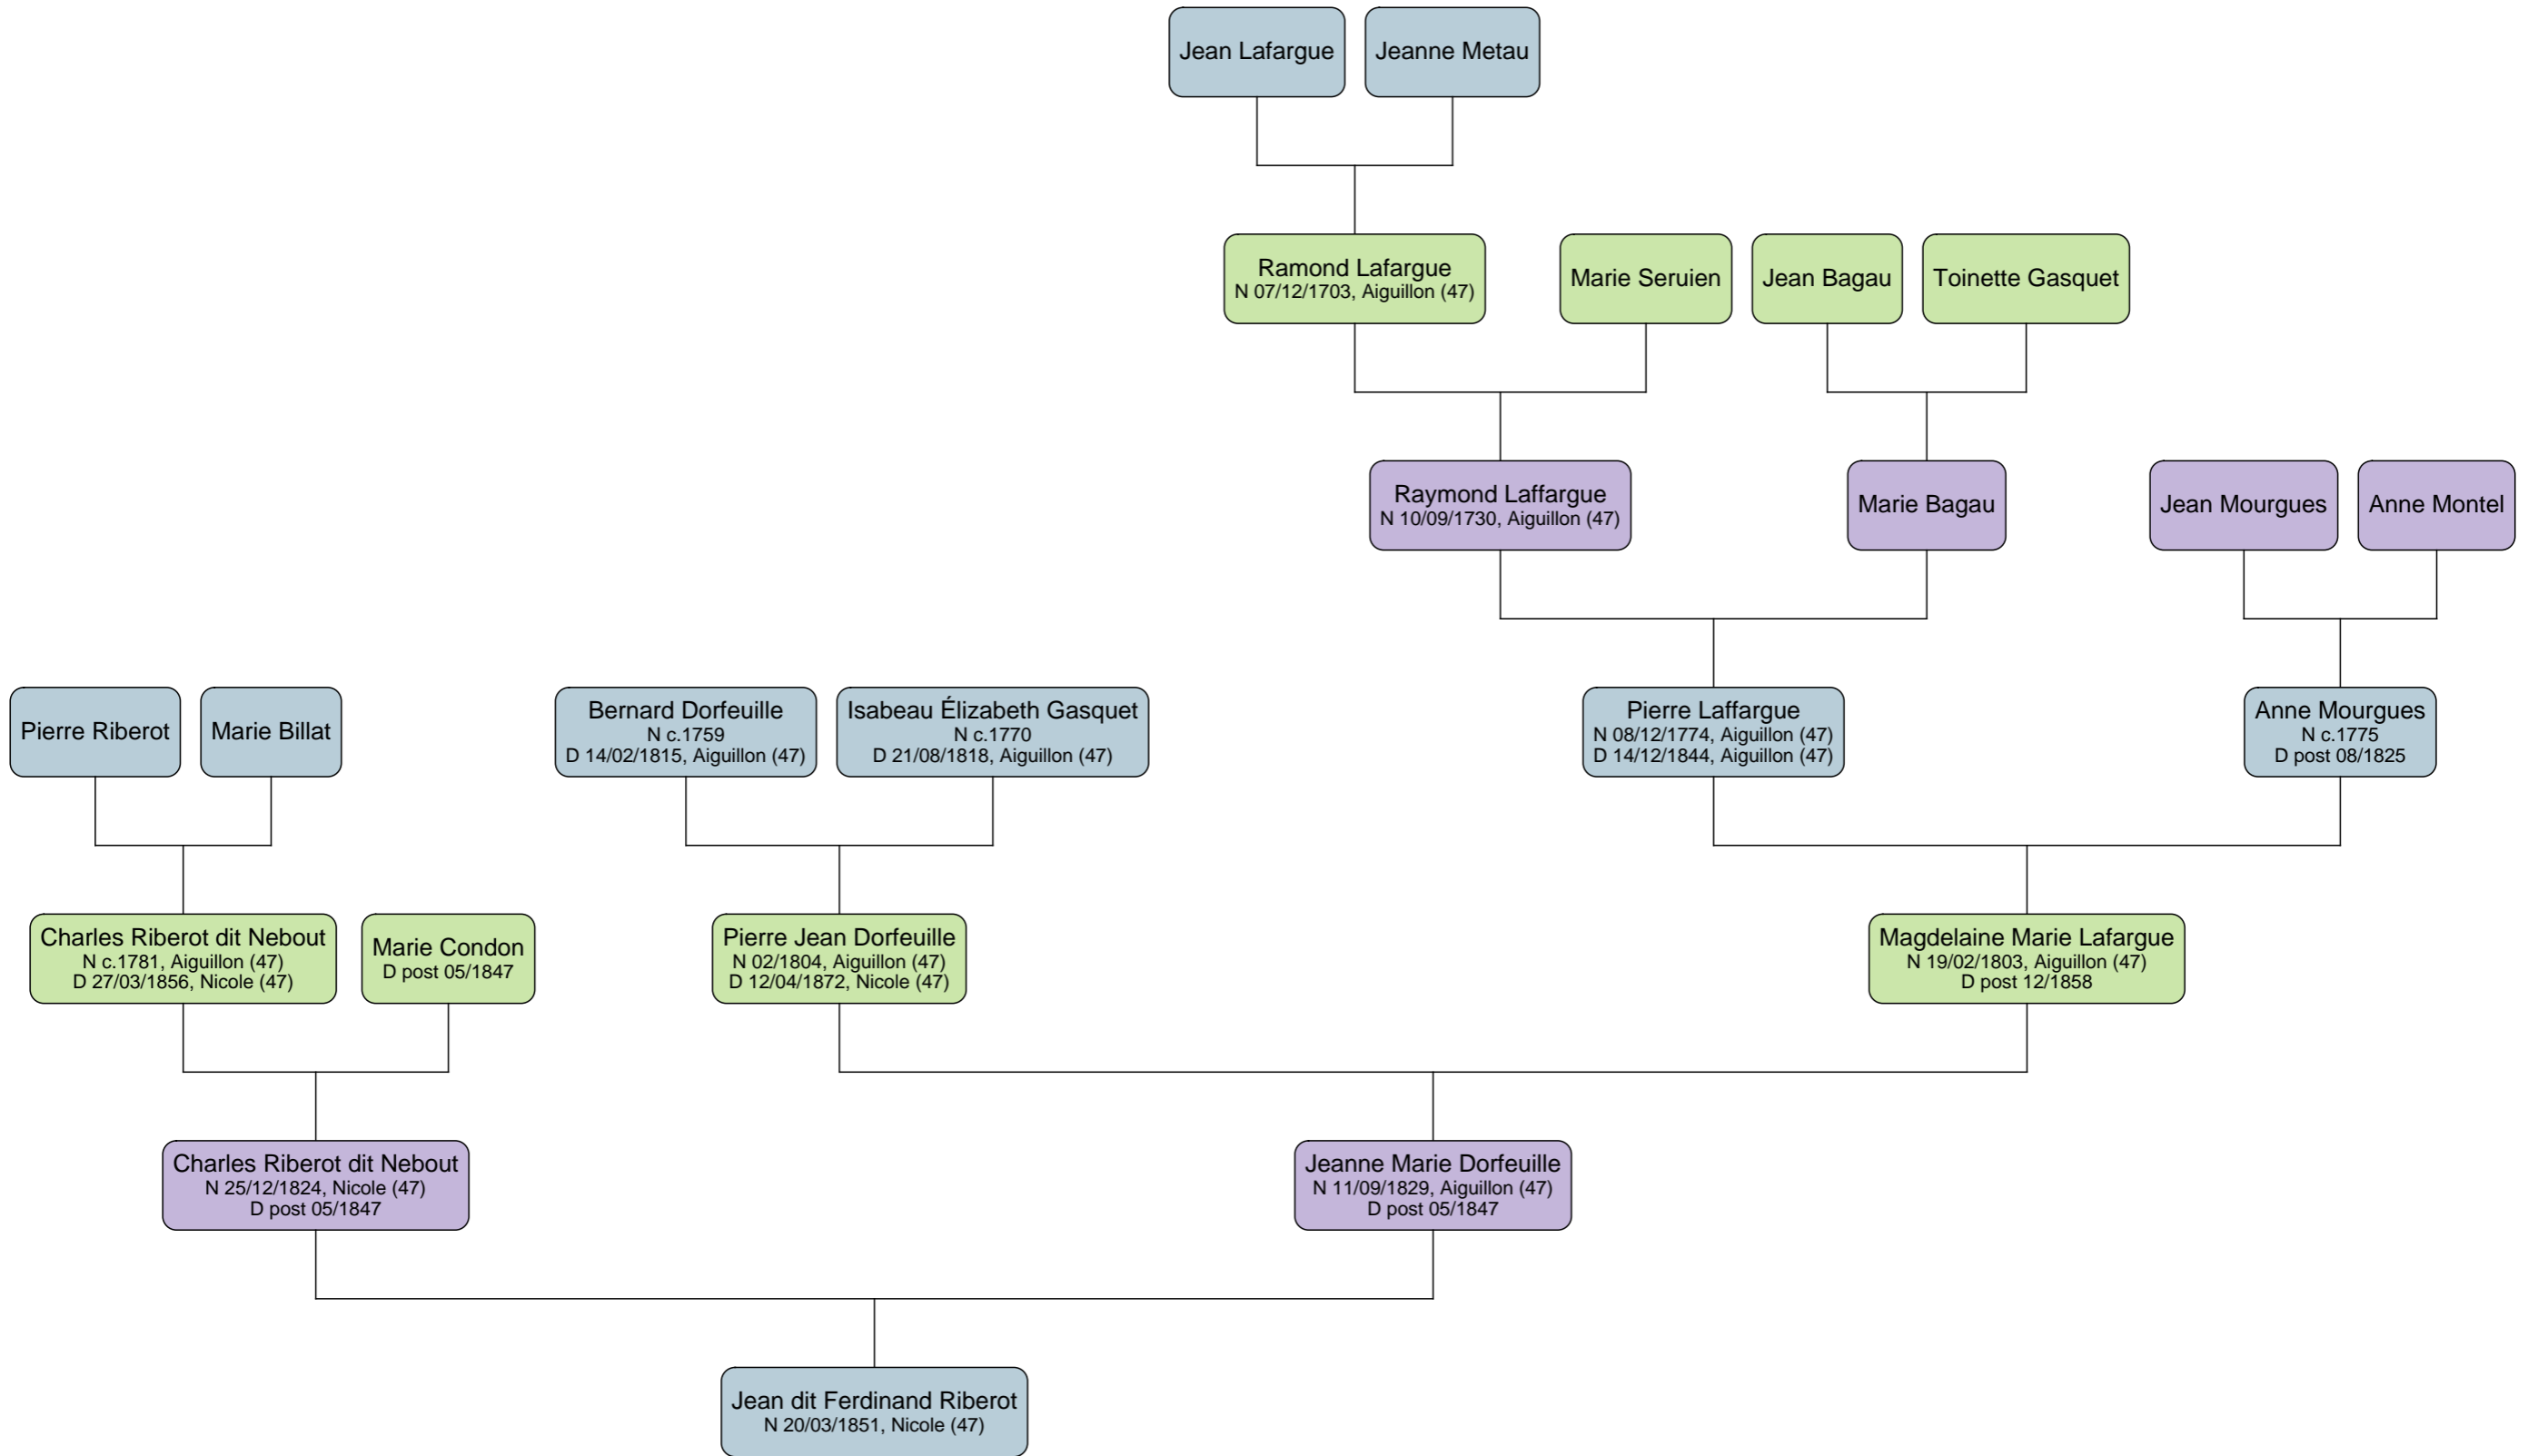 Jean Lafargue
Jeanne Metau
Ramond Lafargue
N 07/12/1703, Aiguillon (47)
Marie Seruien
Jean Bagau
Toinette Gasquet
Raymond Laffargue
N 10/09/1730, Aiguillon (47)
Marie Bagau
Jean Mourgues
Anne Montel
Pierre Riberot
Marie Billat
Bernard Dorfeuille
N c.1759
D 14/02/1815, Aiguillon (47)
Isabeau Élizabeth Gasquet
N c.1770
D 21/08/1818, Aiguillon (47)
Pierre Laffargue
N 08/12/1774, Aiguillon (47)
D 14/12/1844, Aiguillon (47)
Anne Mourgues
N c.1775
D post 08/1825
Charles Riberot dit Nebout
N c.1781, Aiguillon (47)
D 27/03/1856, Nicole (47)
Marie Condon
D post 05/1847
Pierre Jean Dorfeuille
N 02/1804, Aiguillon (47)
D 12/04/1872, Nicole (47)
Magdelaine Marie Lafargue
N 19/02/1803, Aiguillon (47)
D post 12/1858
Charles Riberot dit Nebout
N 25/12/1824, Nicole (47)
D post 05/1847
Jeanne Marie Dorfeuille
N 11/09/1829, Aiguillon (47)
D post 05/1847
Jean dit Ferdinand Riberot
N 20/03/1851, Nicole (47)